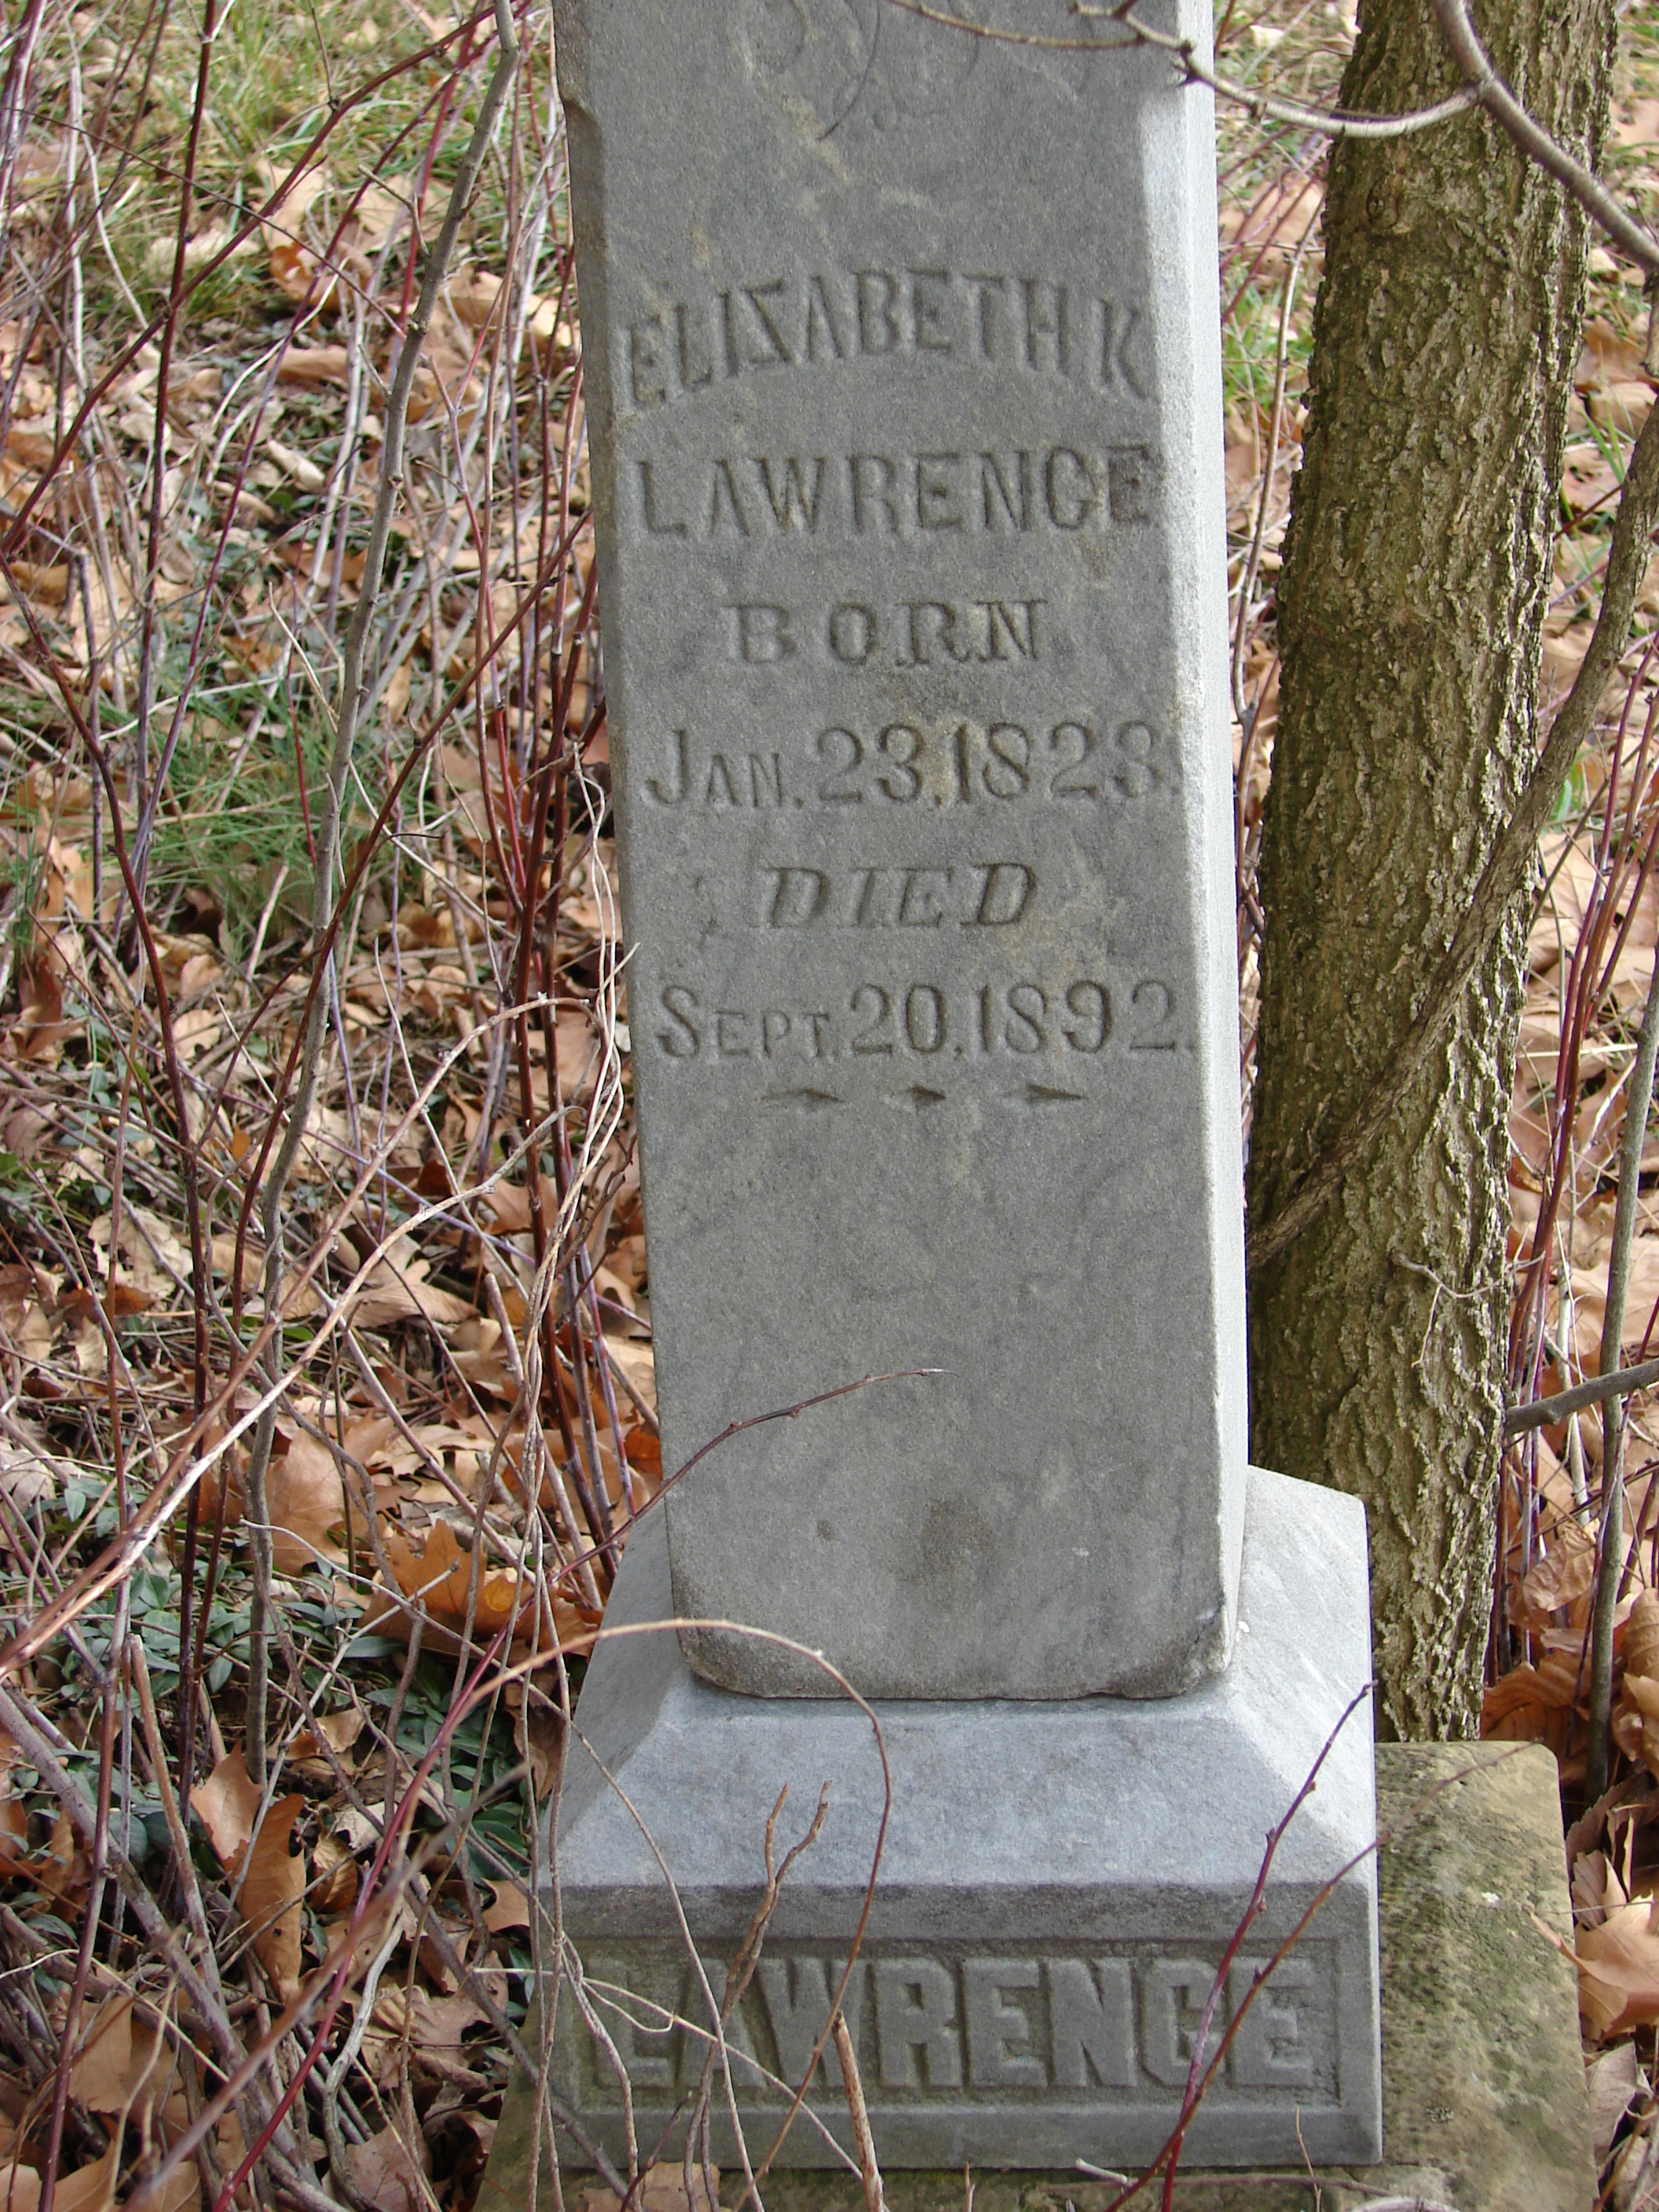 ELIZABETH K
LAWRENCE
BORN
JAN. 23, 1823.
DIED
SEPT. 20, 1892.
LAWRENCE